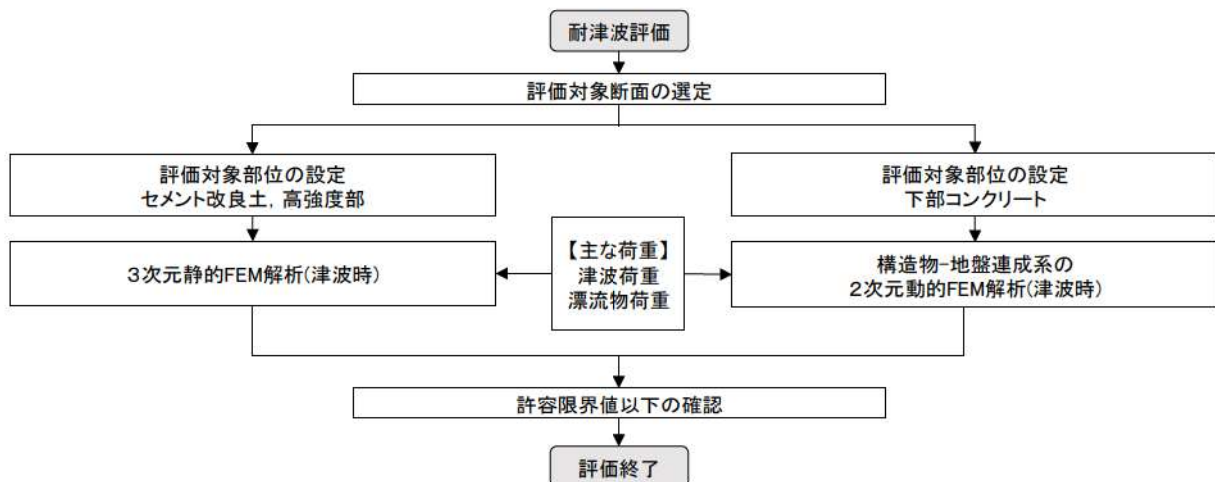 耐津波評価
評価対象断面の選定
評価対象部位の設定
セメント改良土，高強度部
評価対象部位の設定
下部コンクリート
３次元静的FEM解析(津波時)
【主な荷重】
津波荷重
漂流物荷重
構造物-地盤連成系の
２次元動的FEM解析(津波時)
許容限界値以下の確認
評価終了